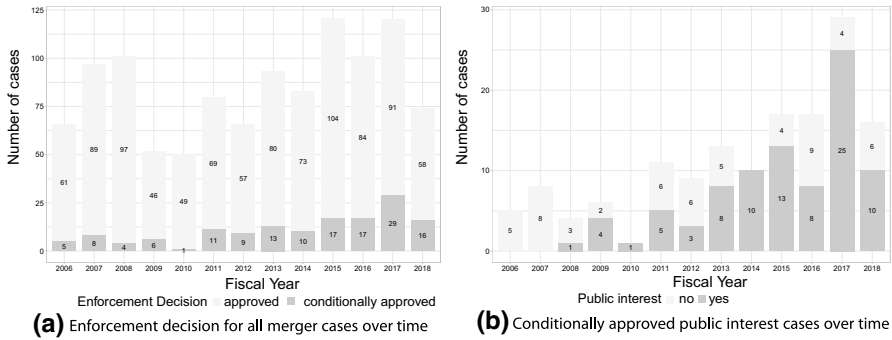 125
100
75
50
25
0
Number of cases
61 89 97 46 49 69 57 80 73 104 84 91 58
5 8 4 6 1 11 9 13 10 17 17 29 16
2006 2007 2008 2009 2010 2011 2012 2013 2014 2015 2016 2017 2018
Fiscal Year
Enforcement Decision approved conditionally approved
(a) Enforcement decision for all merger cases over time
30
20
10
0
Number of cases
5 8 3 2 6 6 5 4 9 4 6
1 4 1 5 3 8 10 13 8 25 10
2006 2007 2008 2009 2010 2011 2012 2013 2014 2015 2016 2017 2018
Fiscal Year
Public interest no yes
(b) Conditionally approved public interest cases over time